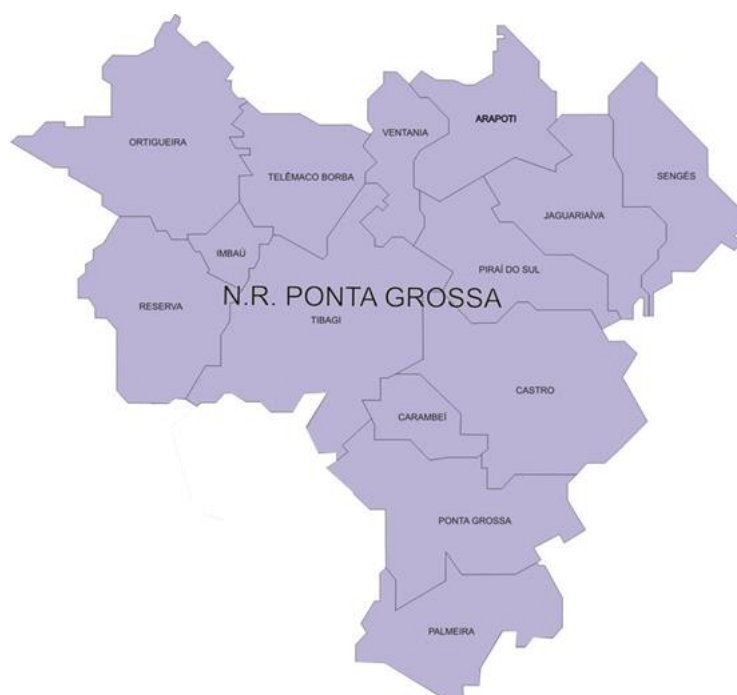 ARAPOTI
VENTANIA
ORTIGUEIRA
TELÊMACO BORBA
SENGÉS
JAGUARIAÍVA
IMBAÚ
PIRAÍ DO SUL
N.R. PONTA GROSSA
RESERVA
TIBAGI
CASTRO
CARAMBEÍ
PONTA GROSSA
PALMEIRA